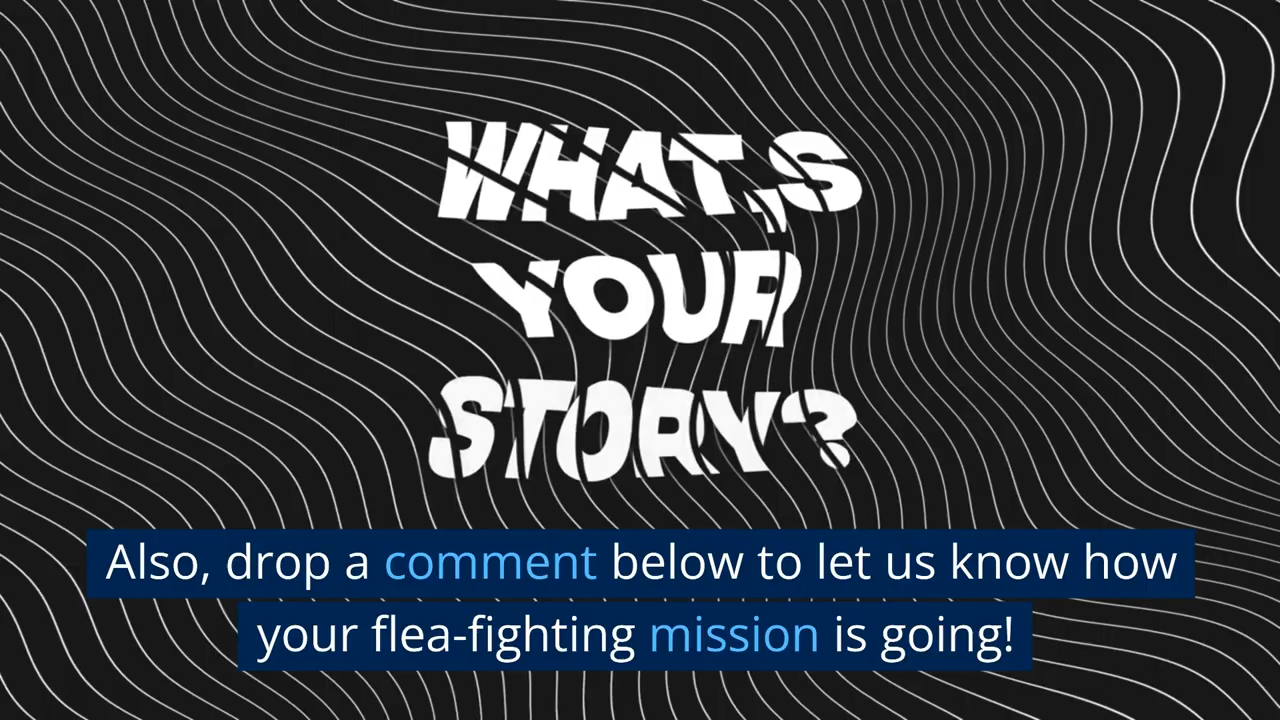 WHAT'S
YOUR
STORY?
Also, drop a comment below to let us know how
your flea-fighting mission is going!